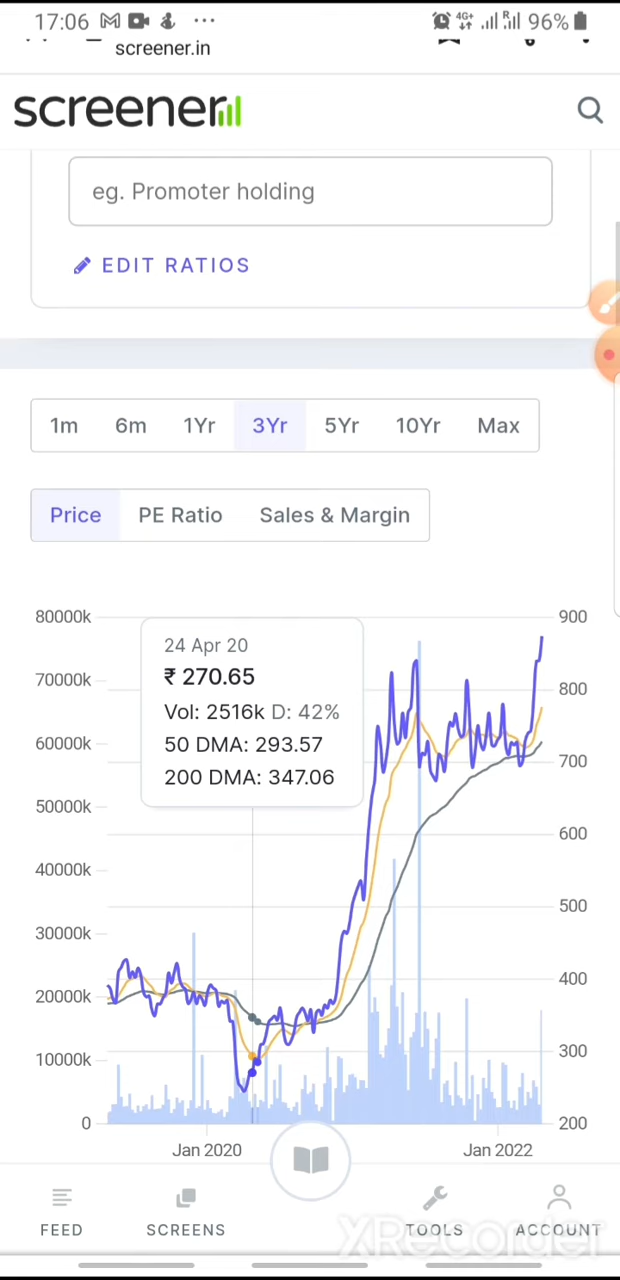 17:06 4G+ R 96%
screener.in
screener
eg. Promoter holding
EDIT RATIOS
1m 6m 1Yr 3Yr 5Yr 10Yr Max
Price PE Ratio Sales & Margin
80000k 900
24 Apr 20
₹ 270.65
70000k 800
Vol: 2516k D: 42%
60000k 50 DMA: 293.57
700
200 DMA: 347.06
50000k
600
40000k
500
30000k
400
20000k
300
10000k
0 200
Jan 2020 Jan 2022
FEED SCREENS TOOLS ACCOUNT
XRecorder